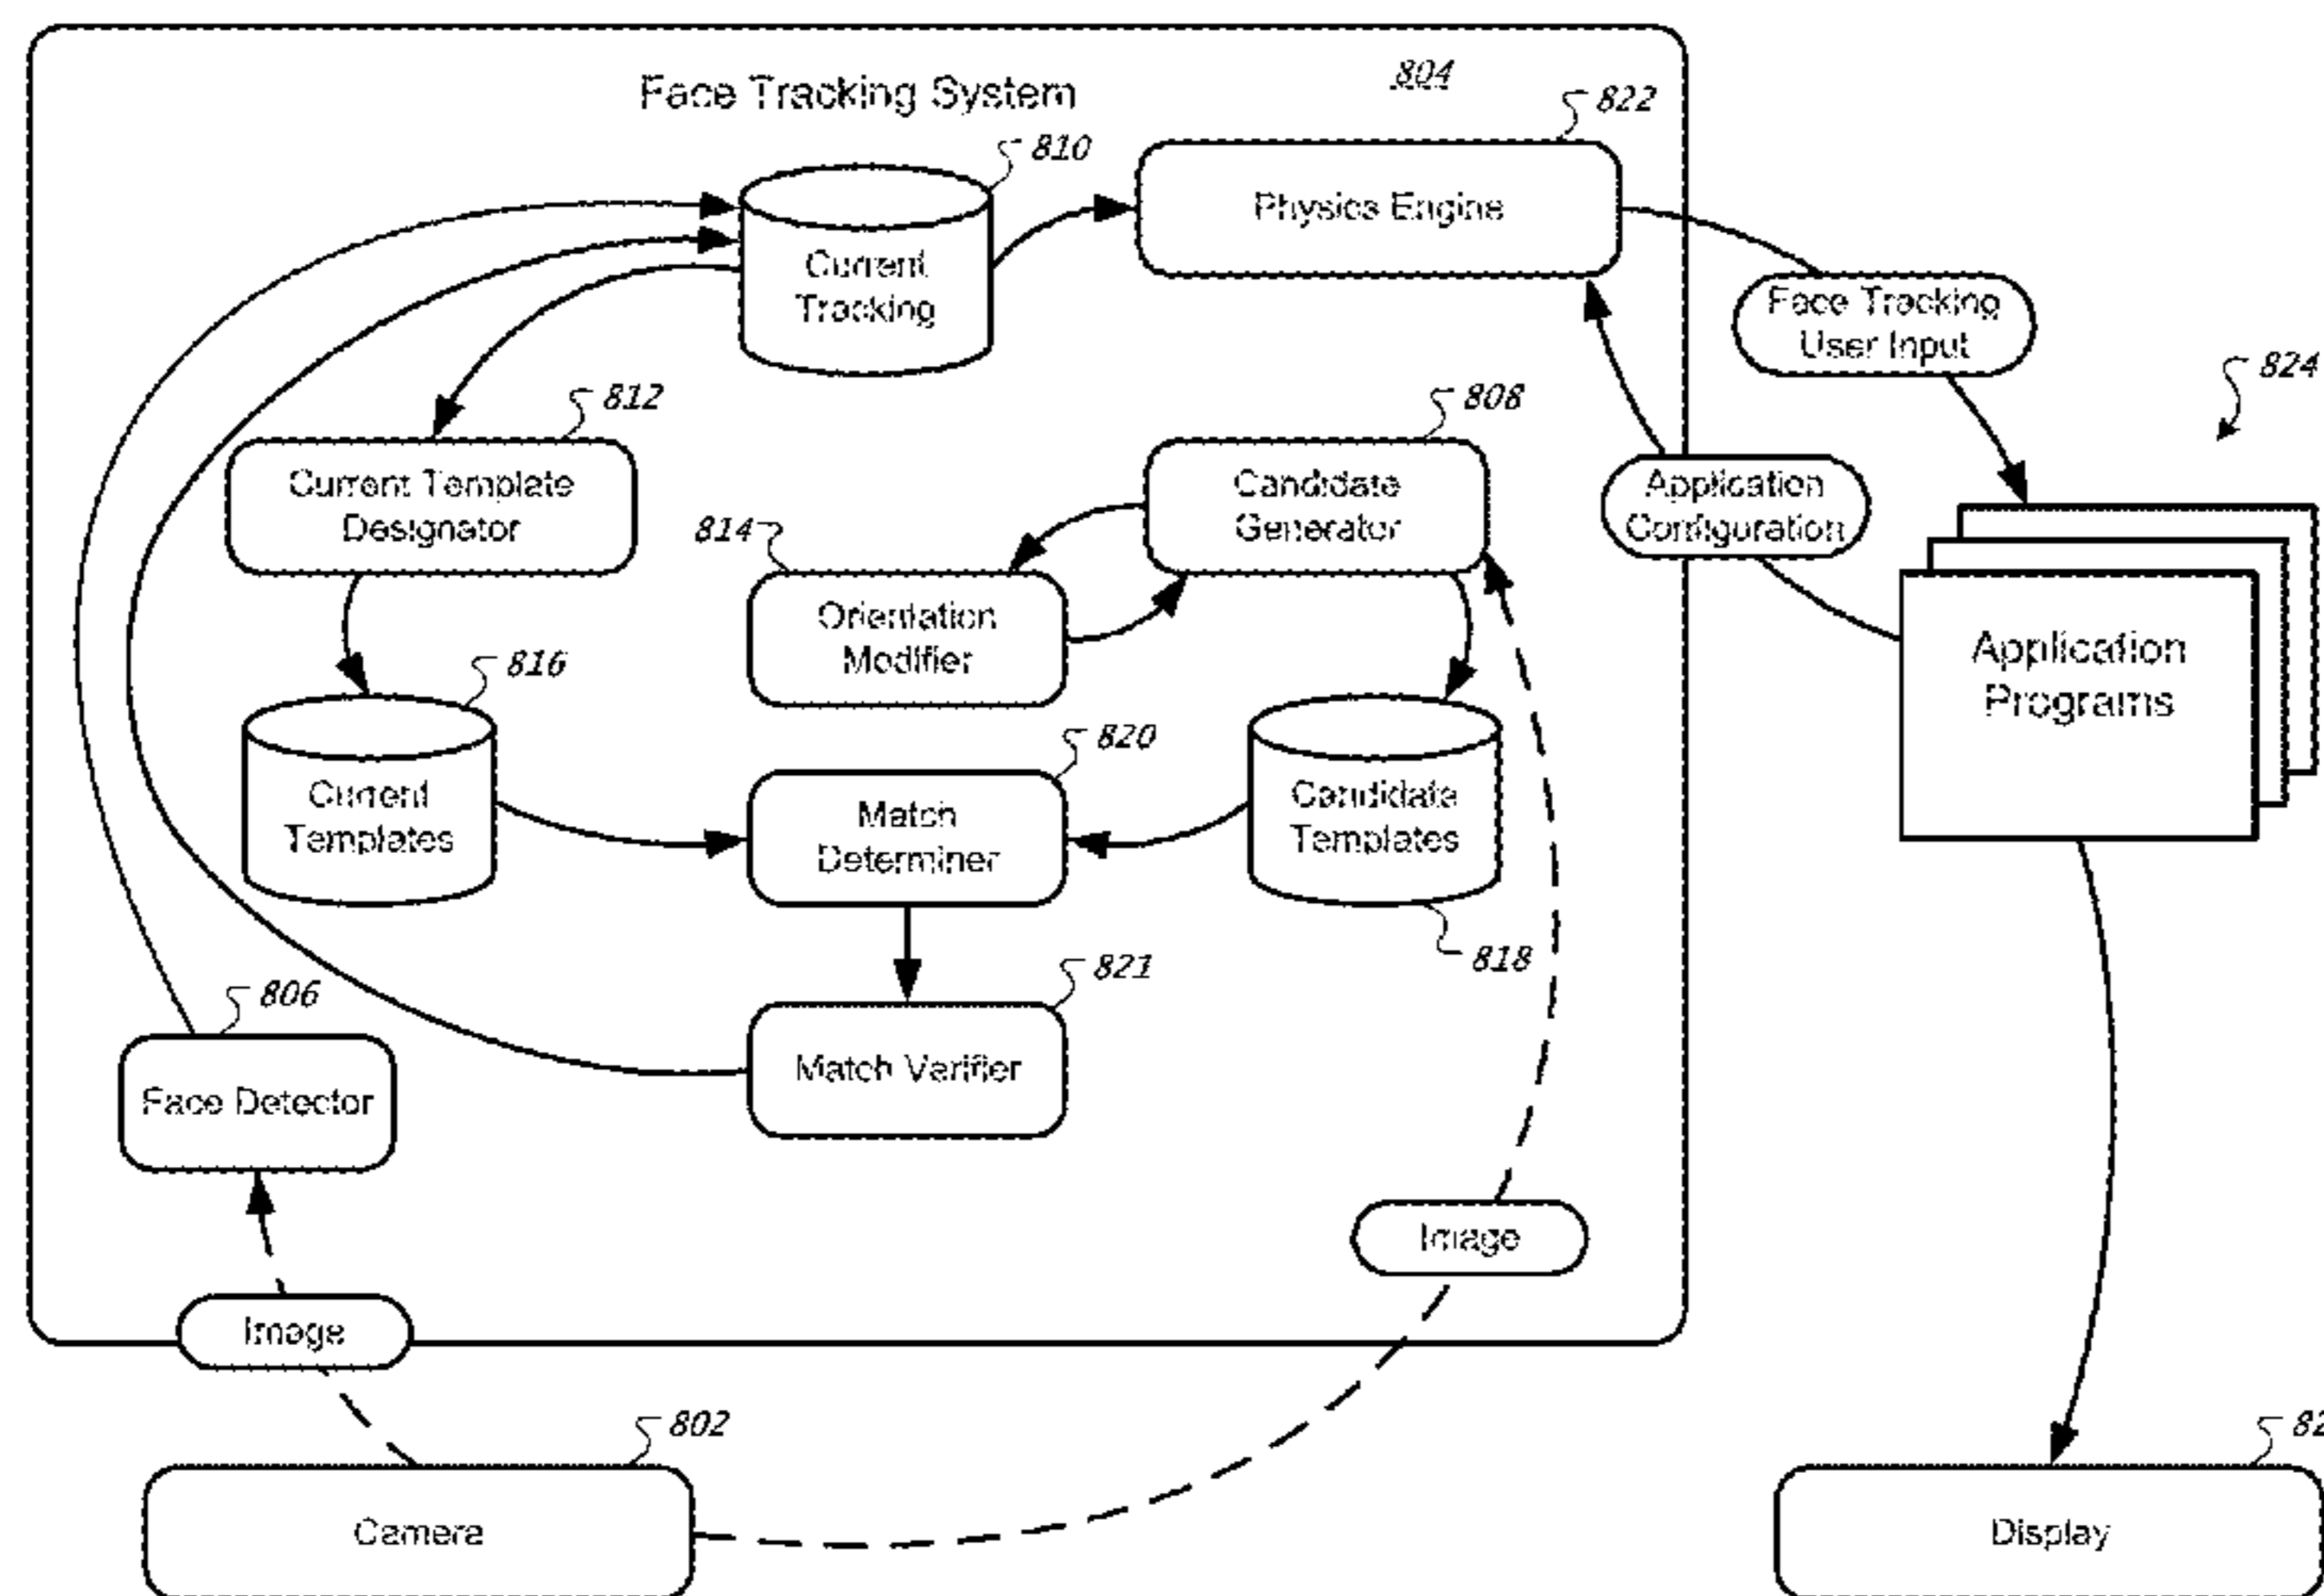 Face Tracking System
804
822
810
Physics Engine
Current
Tracking
Face Tracking
User Input
824
812
808
Current Template
Designator
Candidate
Generator
Application
Configuration
814
Orientation
Modifier
Application
Programs
816
820
Current
Templates
Match
Determiner
Candidate
Templates
818
821
806
Match Verifier
Face Detector
Image
Image
802
Camera
Display